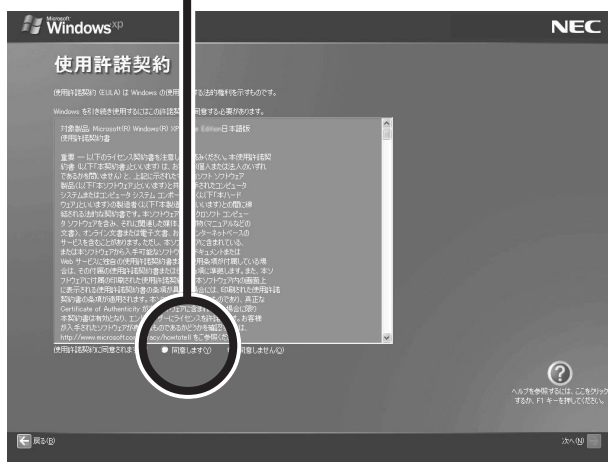 Microsoft
Windows xp
NEC
使用許諾契約
使用許諾契約 (EULA) は Windows の使用 する法的権利を示すものです。
Windows を引き続き使用するにはこの許諾契 同意する必要があります。
対象製品: Microsoft(R) Windows(R) XP Edition 日本語版
使用許諾契約書
重要 ― 以下のライセンス契約書を注意し みください。本使用許諾契
約書 (以下「本契約書」といいます) は、お 個人または法人のいずれ
であるかを問いません) と、上記に示された ソフト ソフトウェア
製品 (以下「本ソフトウェア」といいます) と共 されたコンピュータ
システムまたはコンピュータ システム コンポー (以下「本ハード
ウェア」といいます) の製造者 (以下「本製造 いいます) との間に締
結される法的な契約書です。本ソフトウェア クロソフト コンピュー
タ ソフトウェアを含み、それに関連した媒体、 物 (マニュアルなどの
文書)、オンライン文書または電子文書、お ンターネットベースの
サービスを含むことがあります。ただし、本ソフ アに含まれている、
または本ソフトウェアから入手可能なソフトウ ドキュメントまたは
Web サービスに独自の使用許諾契約書ま 使用条項が付属している場
合は、その付属の使用許諾契約書または使 項に準拠します。また、本ソ
フトウェアに付属の印刷された使用許諾契約 本ソフトウェア内の画面上
に表示される使用許諾契約書の条項が異 場合には、印刷された使用許諾
契約書の条項が適用されます。本ソ ものであり、真正な
Certificate of Authenticity が ウェアに含ま 場合に限り
本契約書は有効となり、エン ーザーにライセンスを許 す。お客様
が入手されたソフトウェアが ものであるかどうかを確認 は、
http://www.microsoft.com acy/howtotell をご参照くだ
使用許諾契約に同意されま
同意します(Y)
しません(O)
ヘルプを参照するには、ここをクリック
するか、F1 キーを押してください。
戻る(B)
次へ(N)